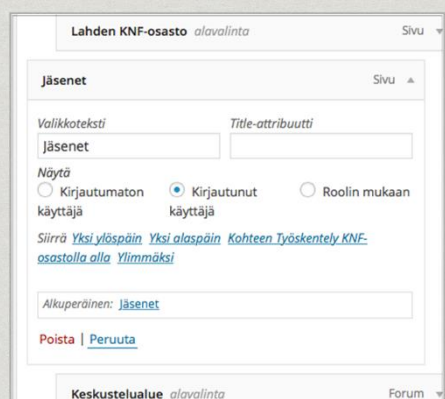 Lahden KNF-osasto alavalinta Sivu
Jäsenet Sivu
Valikkoteksti Title-attribuutti
Jäsenet
Näytä
Kirjautumaton käyttäjä Kirjautunut käyttäjä Roolin mukaan
Siirrä Yksi ylöspäin Yksi alaspäin Kohteen Työskentely KNF-
osastolla alla Ylimmäksi
Alkuperäinen: Jäsenet
Poista | Peruuta
Keskustelualue alavalinta Forum